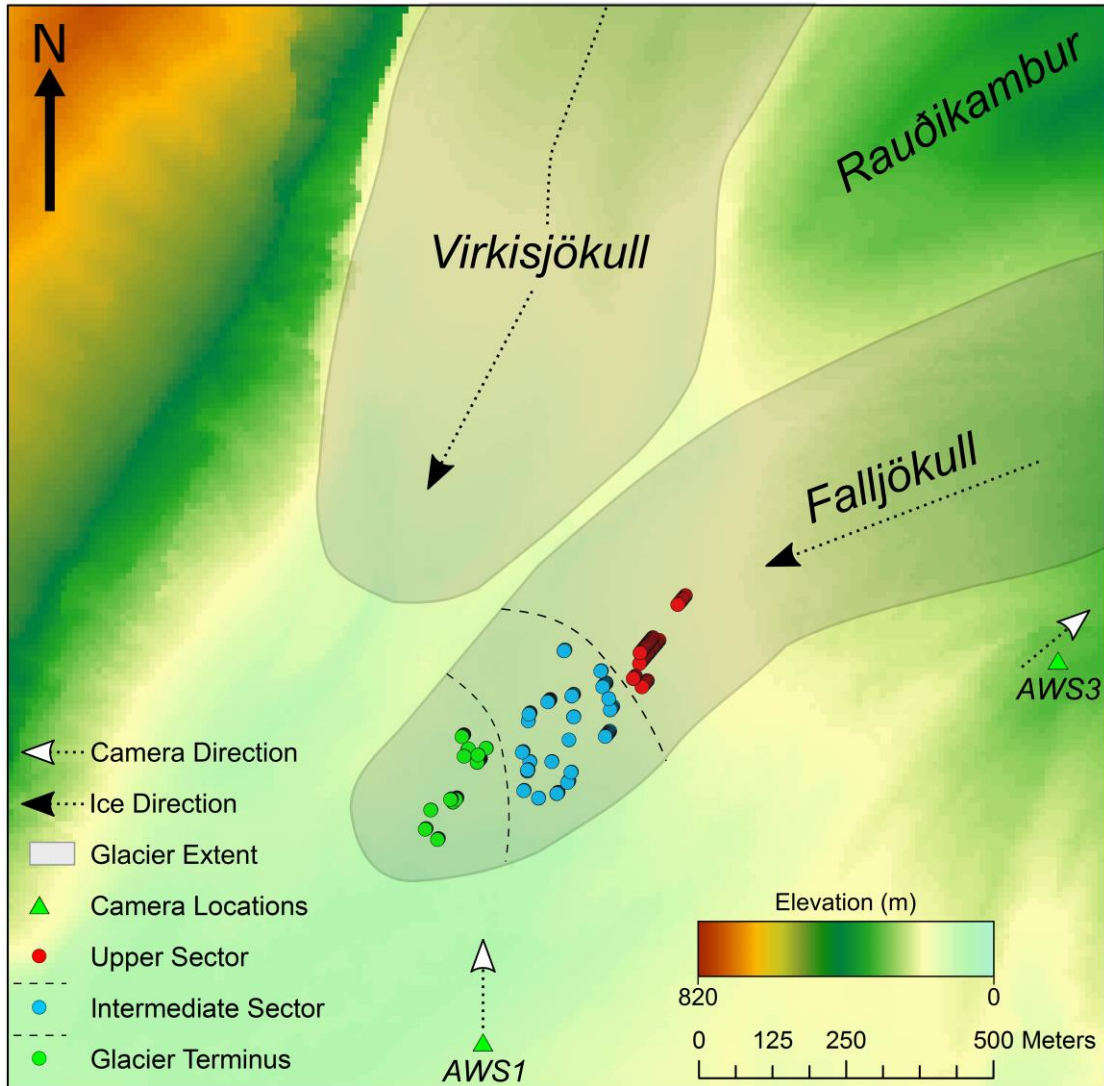 N
Rauðikambur
Virkisjökull
Falljökull
AWS3
Camera Direction
Ice Direction
Glacier Extent
Camera Locations
Upper Sector
Intermediate Sector
Glacier Terminus
AWS1
Elevation (m)
820 0
0 125 250 500 Meters